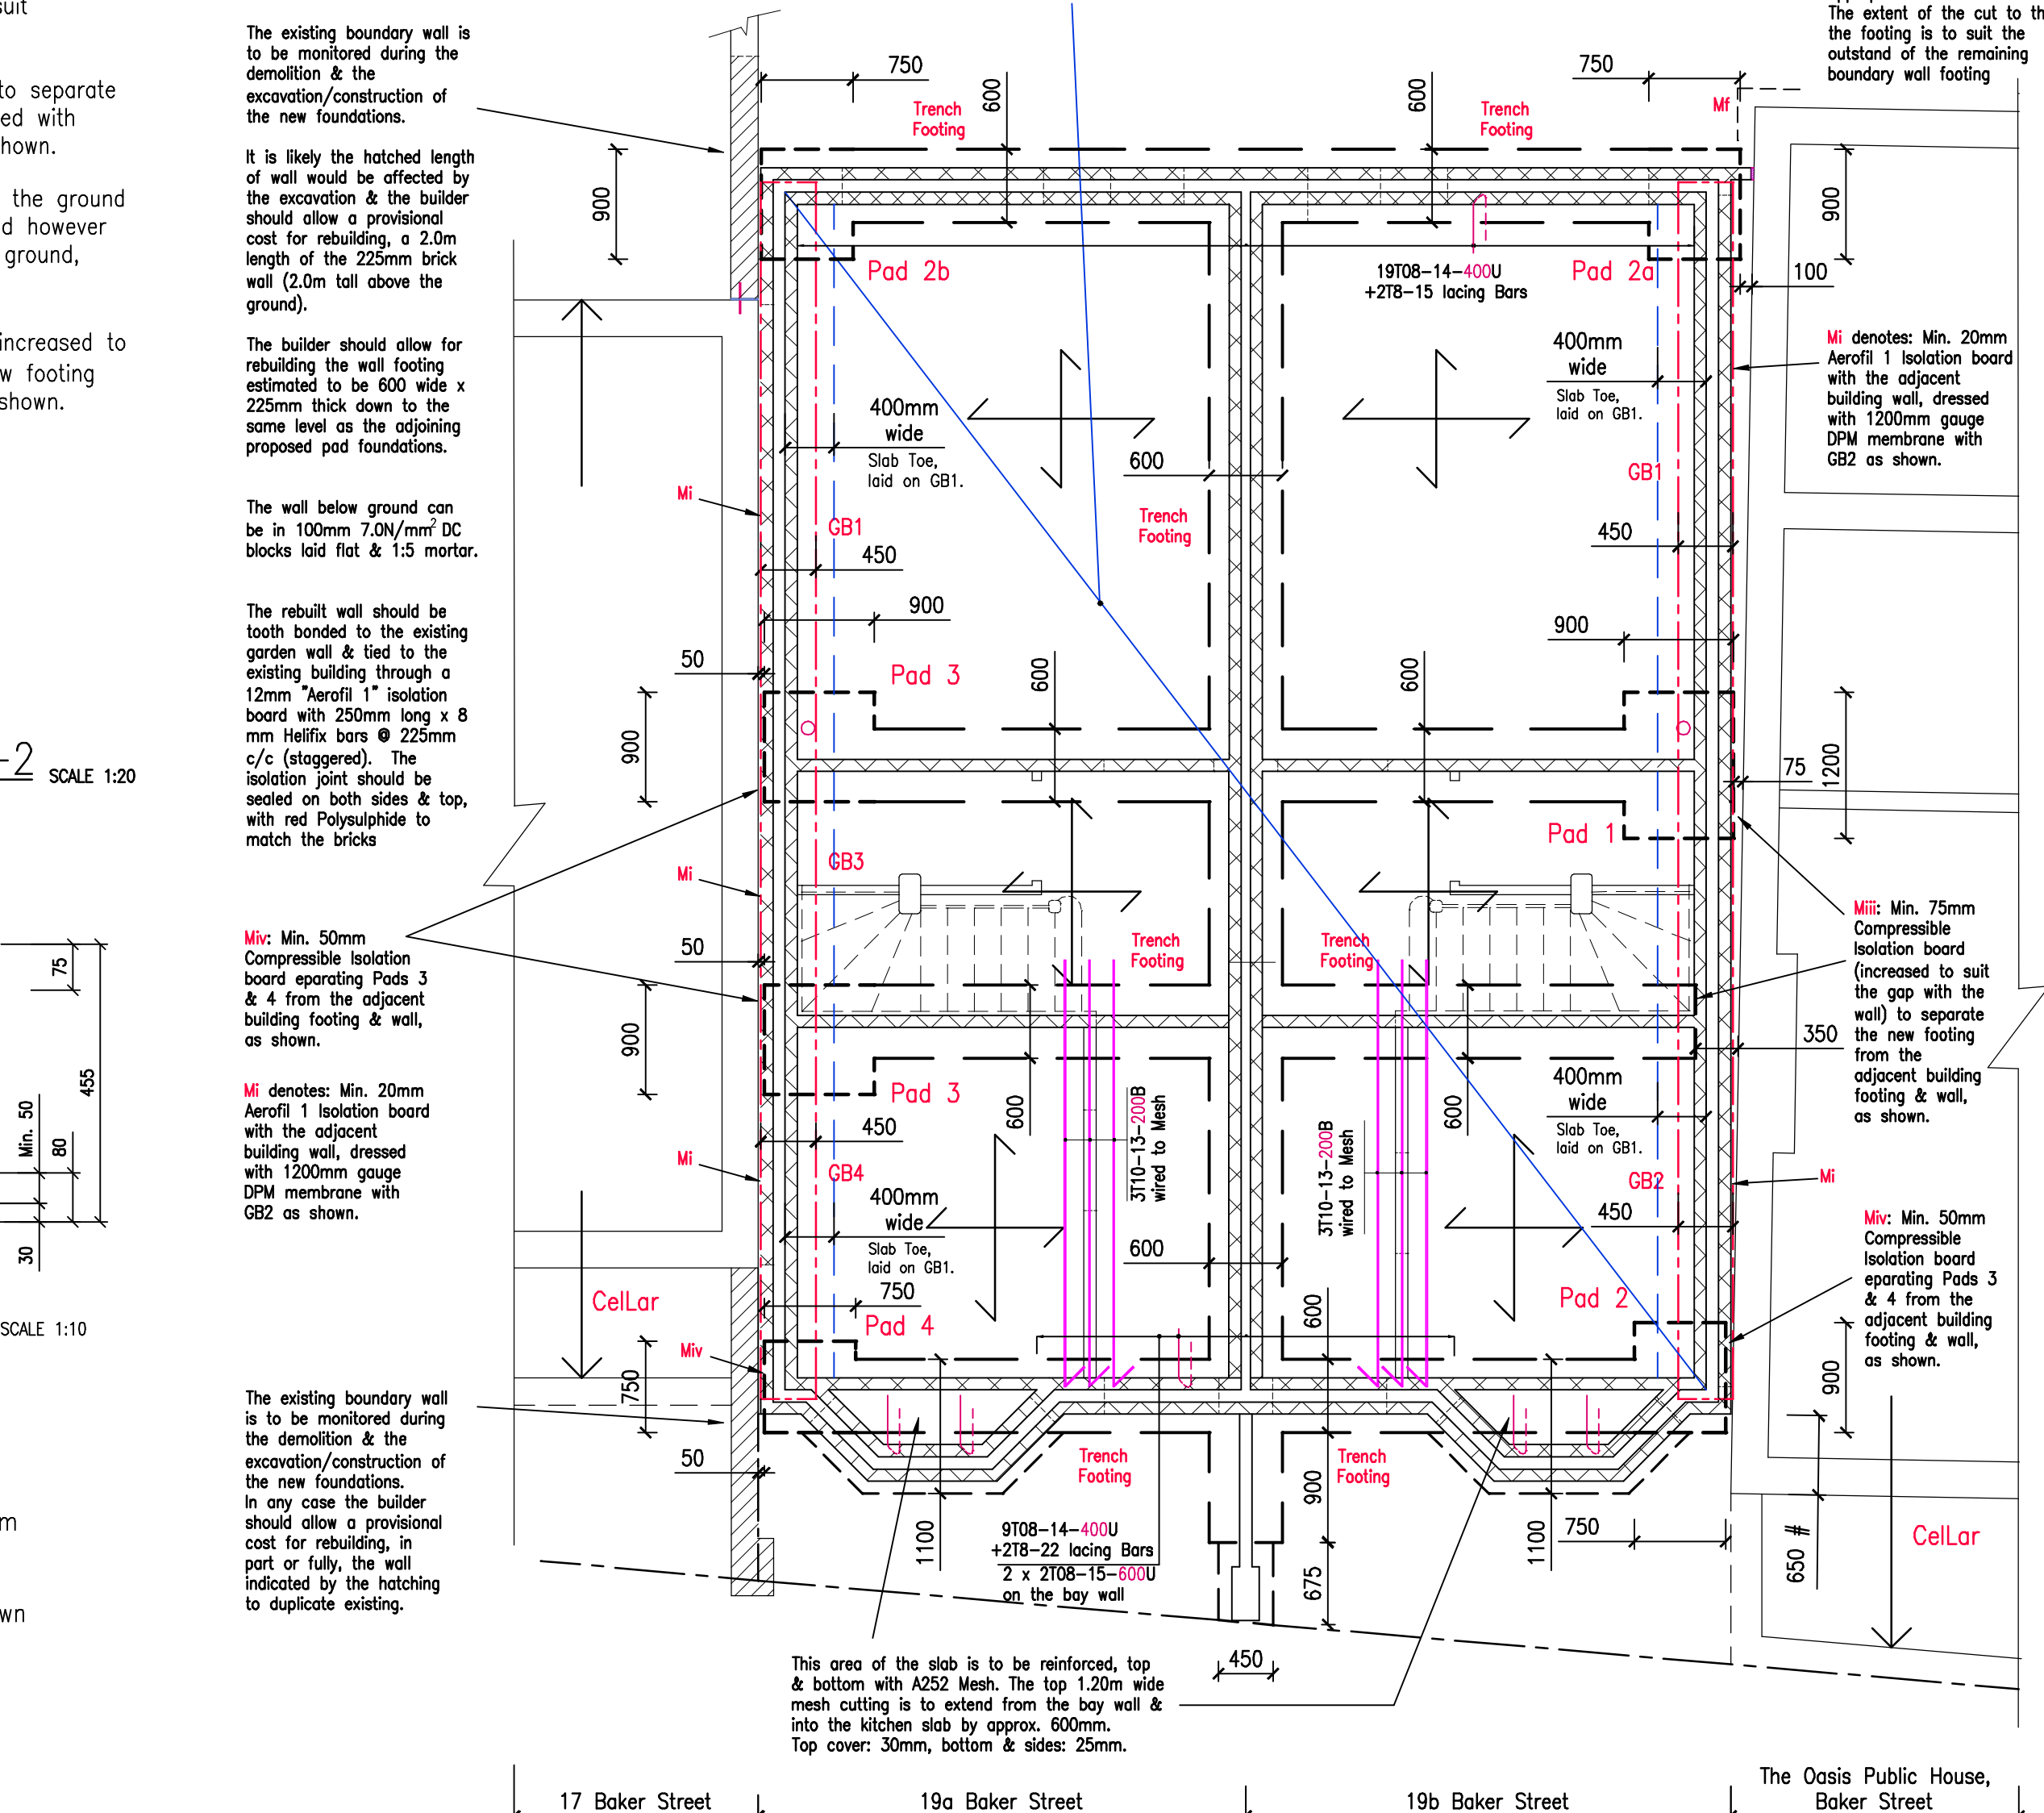 suit
to separate
ed with
hown.
the ground
d however
ground,
increased to
w footing
shown.
-2 SCALE 1:20
75
455
Min. 50
80
30
SCALE 1:10
m
wn
The existing boundary wall is
to be monitored during the
demolition & the
excavation/construction of
the new foundations.
It is likely the hatched length
of wall would be affected by
the excavation & the builder
should allow a provisional
cost for rebuilding, a 2.0m
length of the 225mm brick
wall (2.0m tall above the
ground).
The builder should allow for
rebuilding the wall footing
estimated to be 600 wide x
225mm thick down to the
same level as the adjoining
proposed pad foundations.
The wall below ground can
be in 100mm 7.0N/mm² DC
blocks laid flat & 1:5 mortar.
The rebuilt wall should be
tooth bonded to the existing
garden wall & tied to the
existing building through a
12mm "Aerofil 1" isolation
board with 250mm long x 8
mm Helifix bars @ 225mm
c/c (staggered). The
isolation joint should be
sealed on both sides & top,
with red Polysulphide to
match the bricks
Miv: Min. 50mm
Compressible Isolation
board eparating Pads 3
& 4 from the adjacent
building footing & wall,
as shown.
Mi denotes: Min. 20mm
Aerofil 1 Isolation board
with the adjacent
building wall, dressed
with 1200mm gauge
DPM membrane with
GB2 as shown.
The existing boundary wall
is to be monitored during
the demolition & the
excavation/construction of
the new foundations.
In any case the builder
should allow a provisional
cost for rebuilding, in
part or fully, the wall
indicated by the hatching
to duplicate existing.
750
Trench
Footing
600
600
Trench
Footing
750
Mf
900
900
Pad 2b
19T08-14-400U
+2T8-15 lacing Bars
Pad 2a
100
400mm
wide
Slab Toe,
laid on GB1.
400mm
wide
Slab Toe,
laid on GB1.
600
GB1
Mi
GB1
Trench
Footing
450
450
900
900
50
Pad 3
600
600
900
75
1200
Pad 1
GB3
Mi
50
Trench
Footing
Trench
Footing
900
350
Pad 3
600
3T10-13-200B
wired to Mesh
3T10-13-200B
wired to Mesh
600
400mm
wide
Slab Toe,
laid on GB1.
450
Mi
GB4
GB2
Mi
400mm
wide
Slab Toe,
laid on GB1.
450
600
750
CelLar
Pad 4
Pad 2
600
Miv
750
900
50
Trench
Footing
Trench
Footing
900
1100
1100
9T08-14-400U
+2T8-22 lacing Bars
2 x 2T08-15-600U
on the bay wall
675
750
650 #
CelLar
450
This area of the slab is to be reinforced, top
& bottom with A252 Mesh. The top 1.20m wide
mesh cutting is to extend from the bay wall &
into the kitchen slab by approx. 600mm.
Top cover: 30mm, bottom & sides: 25mm.
The extent of the cut to th
the footing is to suit the
outstand of the remaining
boundary wall footing
Mi denotes: Min. 20mm
Aerofil 1 Isolation board
with the adjacent
building wall, dressed
with 1200mm gauge
DPM membrane with
GB2 as shown.
Miii: Min. 75mm
Compressible
Isolation board
(increased to suit
the gap with the
wall) to separate
the new footing
from the
adjacent building
footing & wall,
as shown.
Miv: Min. 50mm
Compressible
Isolation board
eparating Pads 3
& 4 from the
adjacent building
footing & wall,
as shown.
17 Baker Street
19a Baker Street
19b Baker Street
The Oasis Public House,
Baker Street